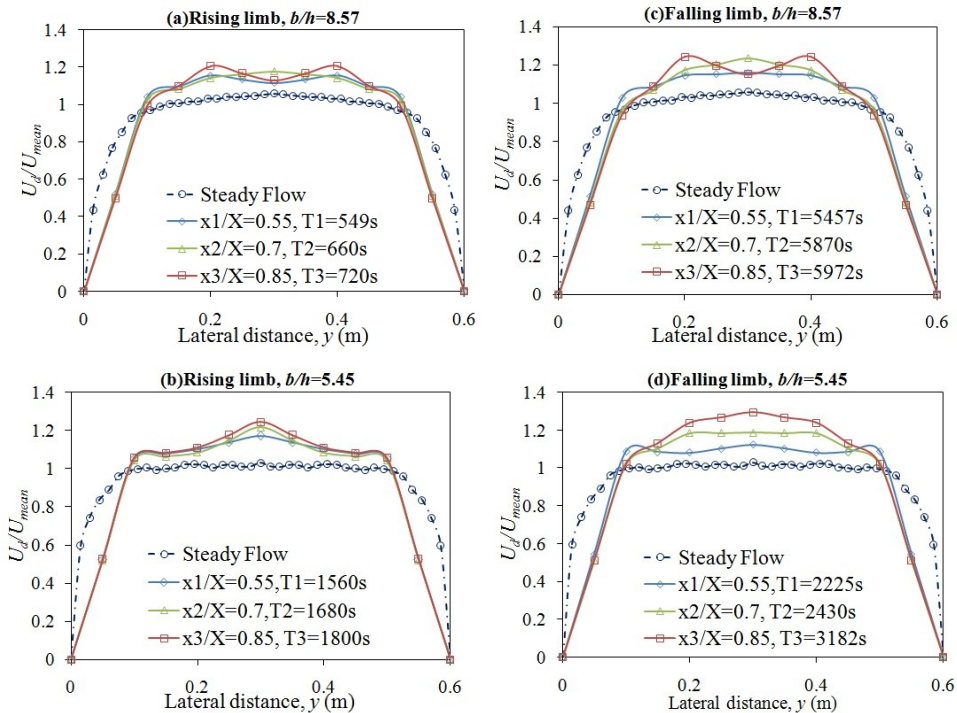 (a)Rising limb, b/h=8.57
1.4
1.2
1
0.8
0.6
0.4
0.2
0
U_d/U_mean
Steady Flow
x1/X=0.55, T1=549s
x2/X=0.7, T2=660s
x3/X=0.85, T3=720s
0 0.2 0.4 0.6
Lateral distance, y (m)
(c)Falling limb, b/h=8.57
1.4
1.2
1
0.8
0.6
0.4
0.2
0
U_d/U_mean
Steady Flow
x1/X=0.55, T1=5457s
x2/X=0.7, T2=5870s
x3/X=0.85, T3=5972s
0 0.2 0.4 0.6
Lateral distance, y (m)
(b)Rising limb, b/h=5.45
1.4
1.2
1
0.8
0.6
0.4
0.2
0
U_d/U_mean
Steady Flow
x1/X=0.55,T1=1560s
x2/X=0.7,T2=1680s
x3/X=0.85, T3=1800s
0 0.2 0.4 0.6
Lateral distance, y (m)
(d)Falling limb, b/h=5.45
1.4
1.2
1
0.8
0.6
0.4
0.2
0
U_d/U_mean
Steady Flow
x1/X=0.55,T1=2225s
x2/X=0.7, T2=2430s
x3/X=0.85, T3=3182s
0 0.2 0.4 0.6
Lateral distance, y (m)